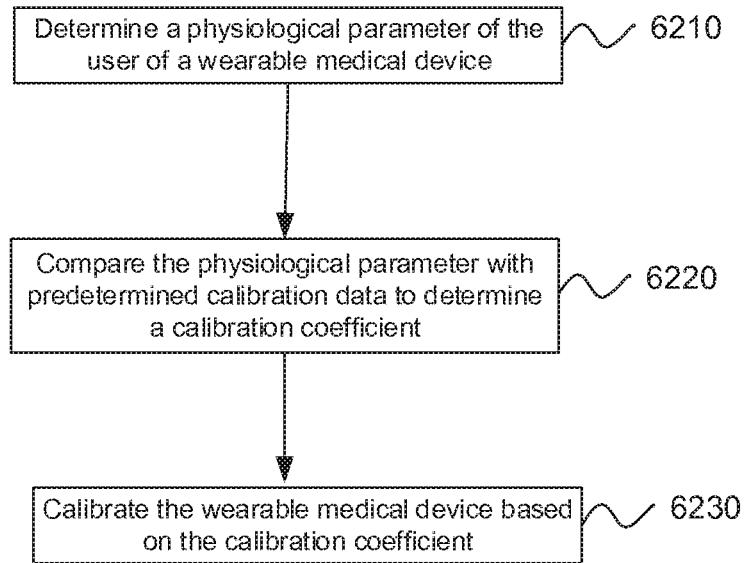 Determine a physiological parameter of the
user of a wearable medical device
6210
Compare the physiological parameter with
predetermined calibration data to determine
a calibration coefficient
6220
Calibrate the wearable medical device based
on the calibration coefficient
6230